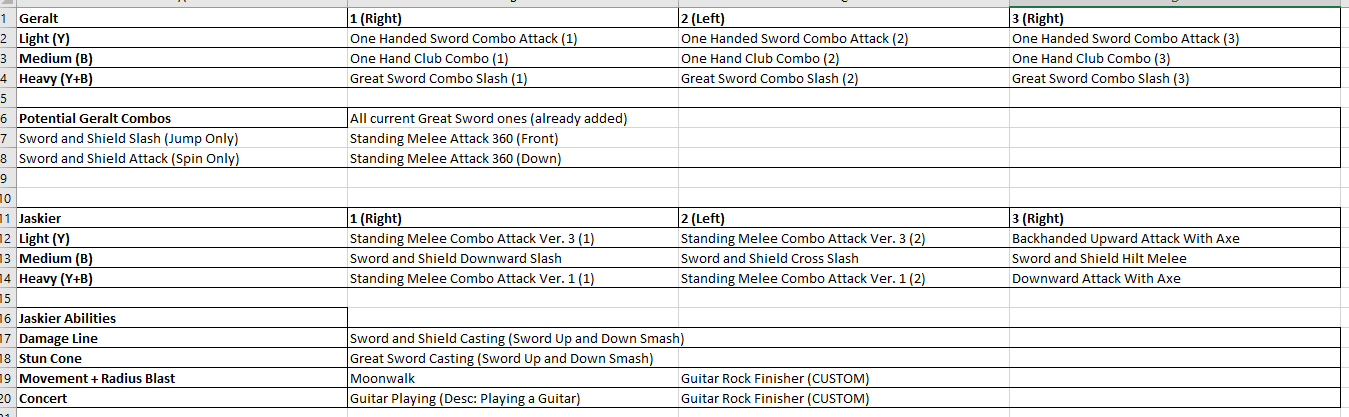 1 Geralt 1 (Right) 2 (Left) 3 (Right)
2 Light (Y) One Handed Sword Combo Attack (1) One Handed Sword Combo Attack (2) One Handed Sword Combo Attack (3)
3 Medium (B) One Hand Club Combo (1) One Hand Club Combo (2) One Hand Club Combo (3)
4 Heavy (Y+B) Great Sword Combo Slash (1) Great Sword Combo Slash (2) Great Sword Combo Slash (3)
5
6 Potential Geralt Combos All current Great Sword ones (already added)
7 Sword and Shield Slash (Jump Only) Standing Melee Attack 360 (Front)
8 Sword and Shield Attack (Spin Only) Standing Melee Attack 360 (Down)
9
10
11 Jaskier 1 (Right) 2 (Left) 3 (Right)
12 Light (Y) Standing Melee Combo Attack Ver. 3 (1) Standing Melee Combo Attack Ver. 3 (2) Backhanded Upward Attack With Axe
13 Medium (B) Sword and Shield Downward Slash Sword and Shield Cross Slash Sword and Shield Hilt Melee
14 Heavy (Y+B) Standing Melee Combo Attack Ver. 1 (1) Standing Melee Combo Attack Ver. 1 (2) Downward Attack With Axe
15
16 Jaskier Abilities
17 Damage Line Sword and Shield Casting (Sword Up and Down Smash)
18 Stun Cone Great Sword Casting (Sword Up and Down Smash)
19 Movement + Radius Blast Moonwalk Guitar Rock Finisher (CUSTOM)
20 Concert Guitar Playing (Desc: Playing a Guitar) Guitar Rock Finisher (CUSTOM)